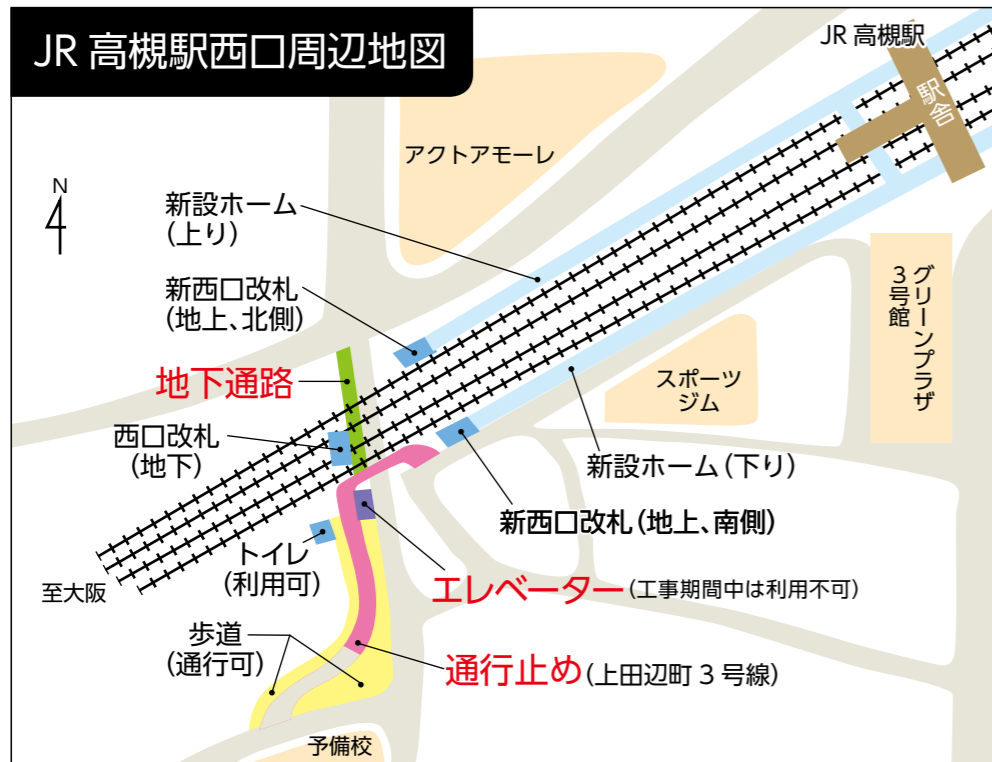 JR 高槻駅西口周辺地図
JR 高槻駅
駅舎
アクトアモーレ
N
新設ホーム
(上り)
新西口改札
(地上、北側)
グリーンプラザ
3号館
地下通路
スポーツ
ジム
西口改札
(地下)
新設ホーム(下り)
新西口改札(地上、南側)
トイレ
(利用可)
至大阪
エレベーター(工事期間中は利用不可)
歩道
(通行可)
通行止め(上田辺町 3 号線)
予備校